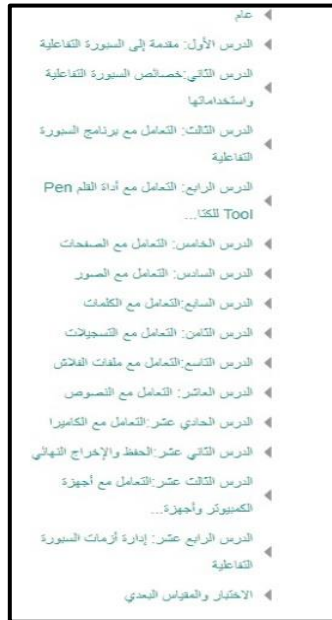 عام
الدرس الأول: مقدمة إلى السبورة التفاعلية
الدرس الثاني:خصائص السبورة التفاعلية
واستخداماتها
الدرس الثالث: التعامل مع برنامج السبورة
التفاعلية
الدرس الرابع: التعامل مع أداة القلم Pen
Tool للكتا...
الدرس الخامس: التعامل مع الصفحات
الدرس السادس: التعامل مع الصور
الدرس السابع:التعامل مع الكلمات
الدرس الثامن: التعامل مع التسجيلات
الدرس التاسع:التعامل مع ملفات الفلاش
الدرس العاشر: التعامل مع النصوص
الدرس الحادي عشر:التعامل مع الكاميرا
الدرس الثاني عشر:الحفظ والإخراج النهائي
الدرس الثالث عشر:التعامل مع أجهزة
الكمبيوتر وأجهزة...
الدرس الرابع عشر: إدارة أزمات السبورة
التفاعلية
الاختبار والمقياس البعدي